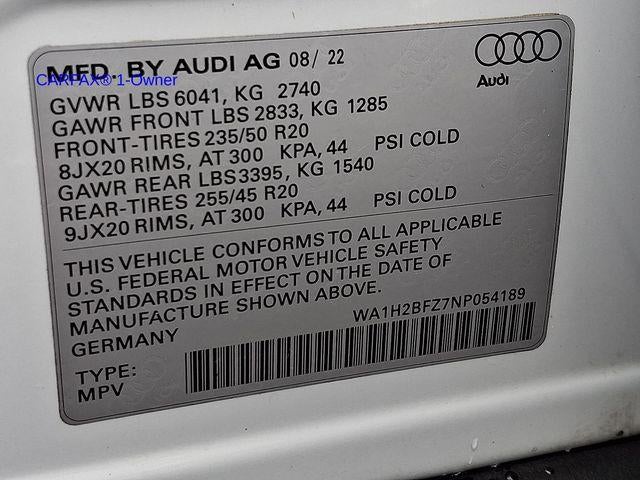 MFD. BY AUDI AG 08/ 22
Audi
CARFAX® 1-Owner
GVWR LBS 6041, KG 2740
GAWR FRONT LBS 2833, KG 1285
FRONT-TIRES 235/50 R20
8JX20 RIMS, AT 300 KPA, 44 PSI COLD
GAWR REAR LBS3395, KG 1540
REAR-TIRES 255/45 R20
9JX20 RIMS, AT 300 KPA, 44 PSI COLD
THIS VEHICLE CONFORMS TO ALL APPLICABLE
U.S. FEDERAL MOTOR VEHICLE SAFETY
STANDARDS IN EFFECT ON THE DATE OF
MANUFACTURE SHOWN ABOVE.
GERMANY
WA1H2BFZ7NP054189
TYPE:
MPV